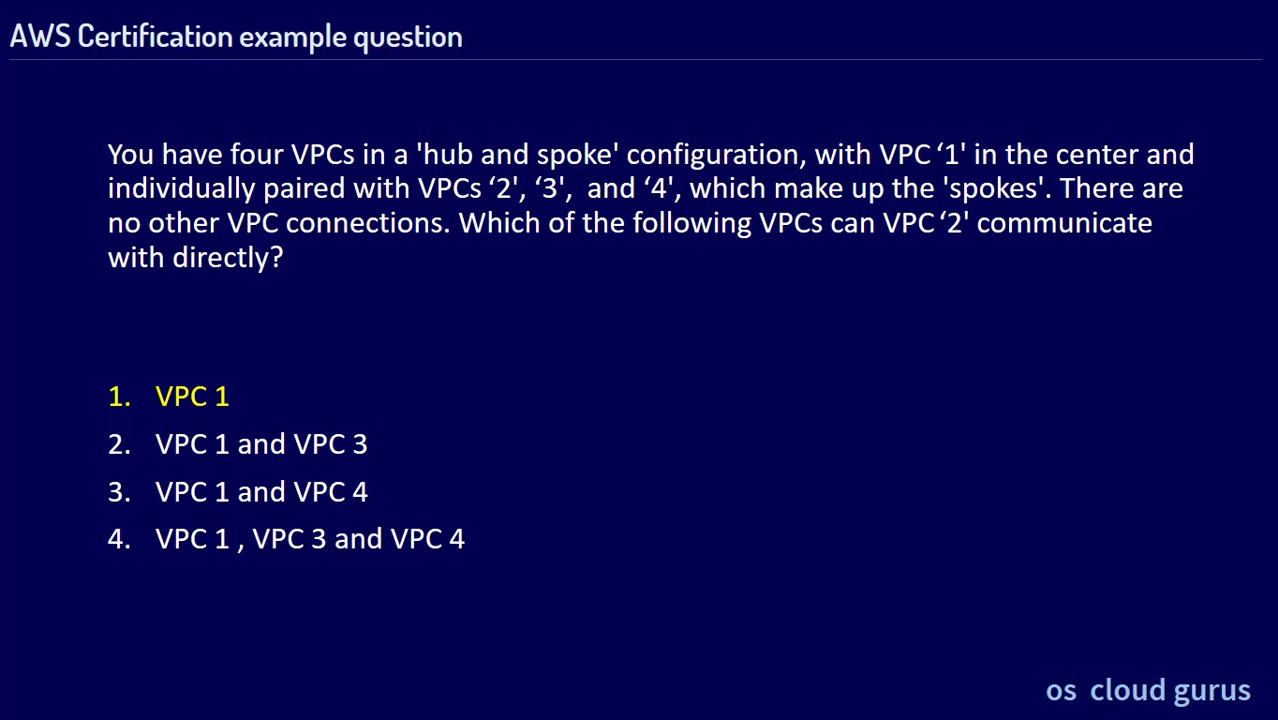 AWS Certification example question
You have four VPCs in a 'hub and spoke' configuration, with VPC ‘1' in the center and
individually paired with VPCs ‘2', ‘3',  and ‘4', which make up the 'spokes'. There are
no other VPC connections. Which of the following VPCs can VPC ‘2' communicate
with directly?
1. VPC 1
2. VPC 1 and VPC 3
3. VPC 1 and VPC 4
4. VPC 1 , VPC 3 and VPC 4
os cloud gurus